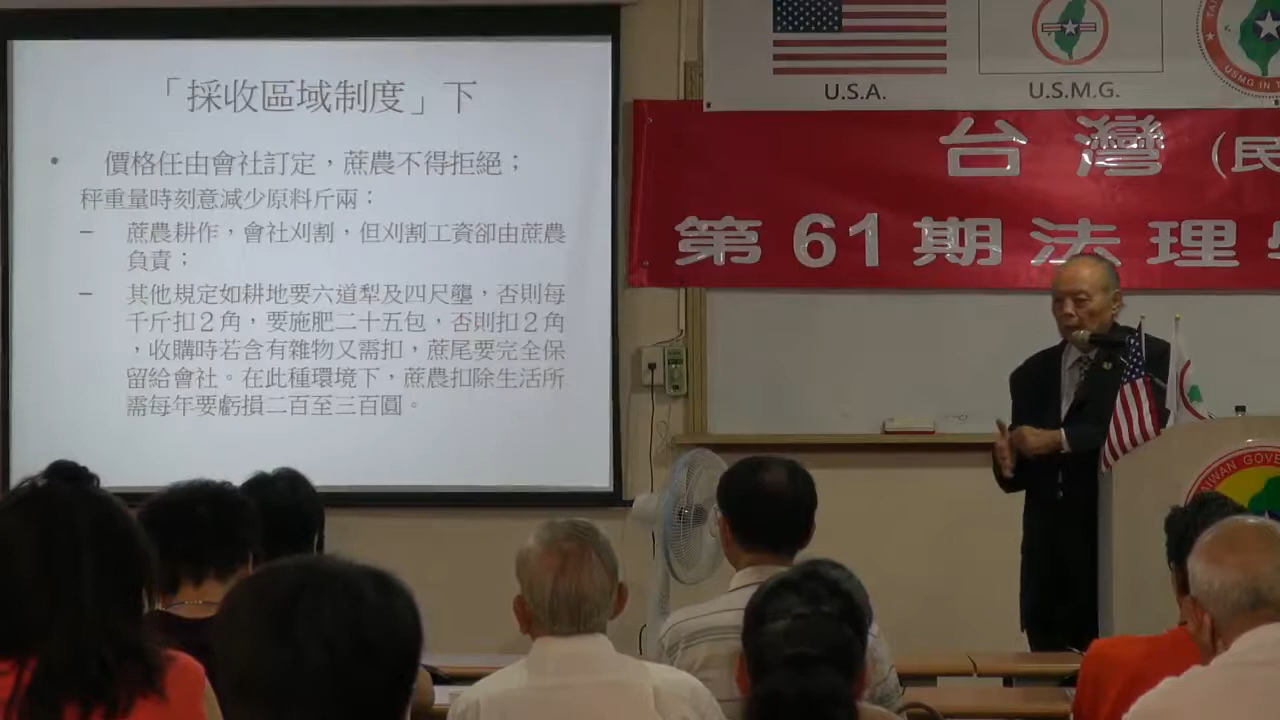 「採收區域制度」下
• 價格任由會社訂定，蔗農不得拒絕；
秤重量時刻意減少原料斤兩；
– 蔗農耕作，會社刈割，但刈割工資卻由蔗農
負責；
– 其他規定如耕地要六道犁及四尺壟，否則每
千斤扣２角，要施肥二十五包，否則扣２角
，收購時若含有雜物又需扣，蔗尾要完全保
留給會社。在此種環境下，蔗農扣除生活所
需每年要虧損二百至三百圓。
U.S.A.
U.S.M.G.
USMG IN T
台灣（民
第61期法理學
AIWAN GOVE